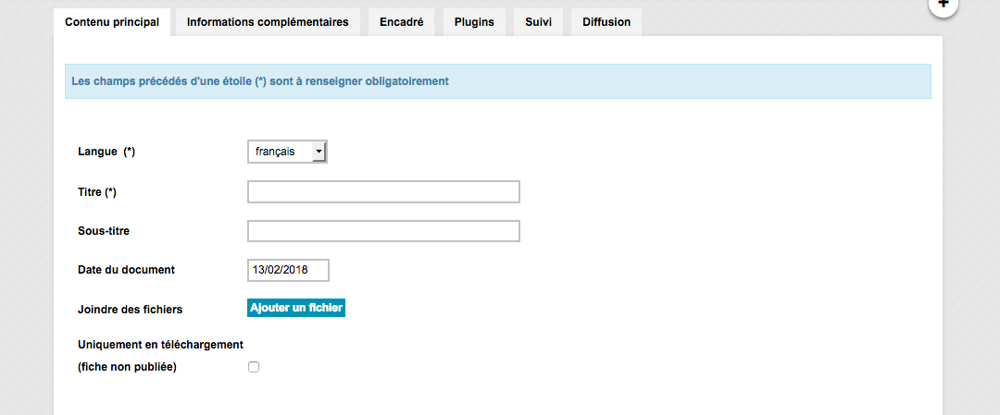 Contenu principal Informations complémentaires Encadré Plugins Suivi Diffusion
Les champs précédés d'une étoile (*) sont à renseigner obligatoirement
Langue (*) français
Titre (*)
Sous-titre
Date du document 13/02/2018
Joindre des fichiers Ajouter un fichier
Uniquement en téléchargement
(fiche non publiée)